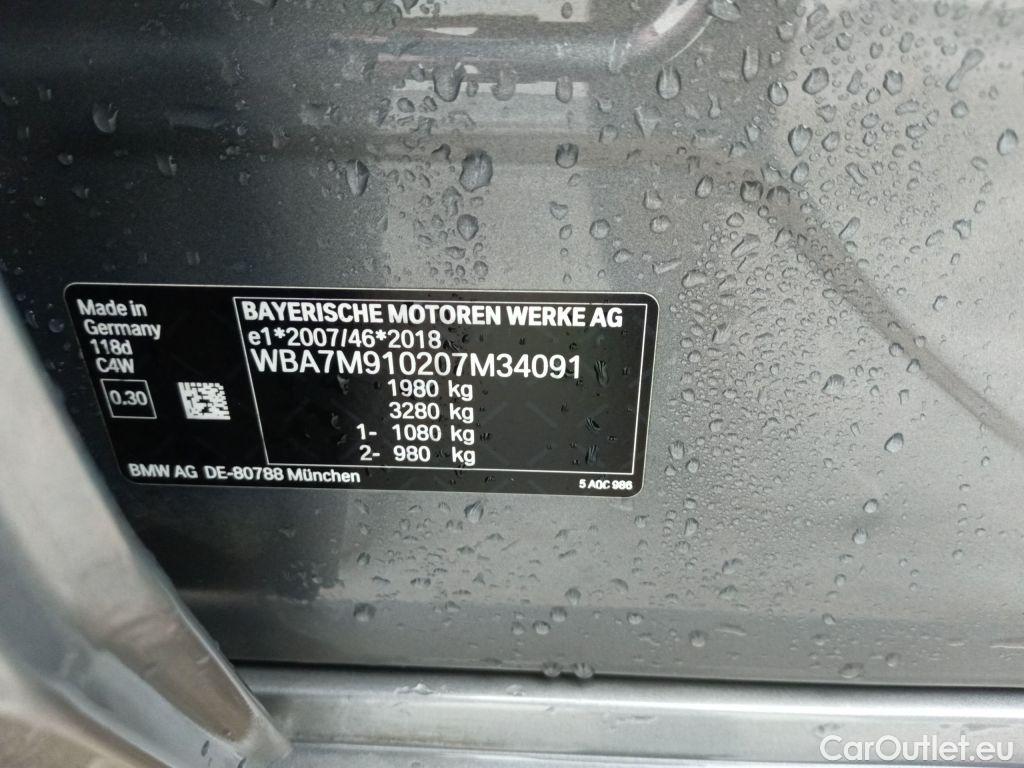 Made in
Germany
118d
C4W
0.30
BAYERISCHE MOTOREN WERKE AG
e1*2007/46*2018
WBA7M910207M34091
1980 kg
3280 kg
1- 1080 kg
2- 980 kg
BMW AG DE-80788 München
5 A0C 986
CarOutlet.eu